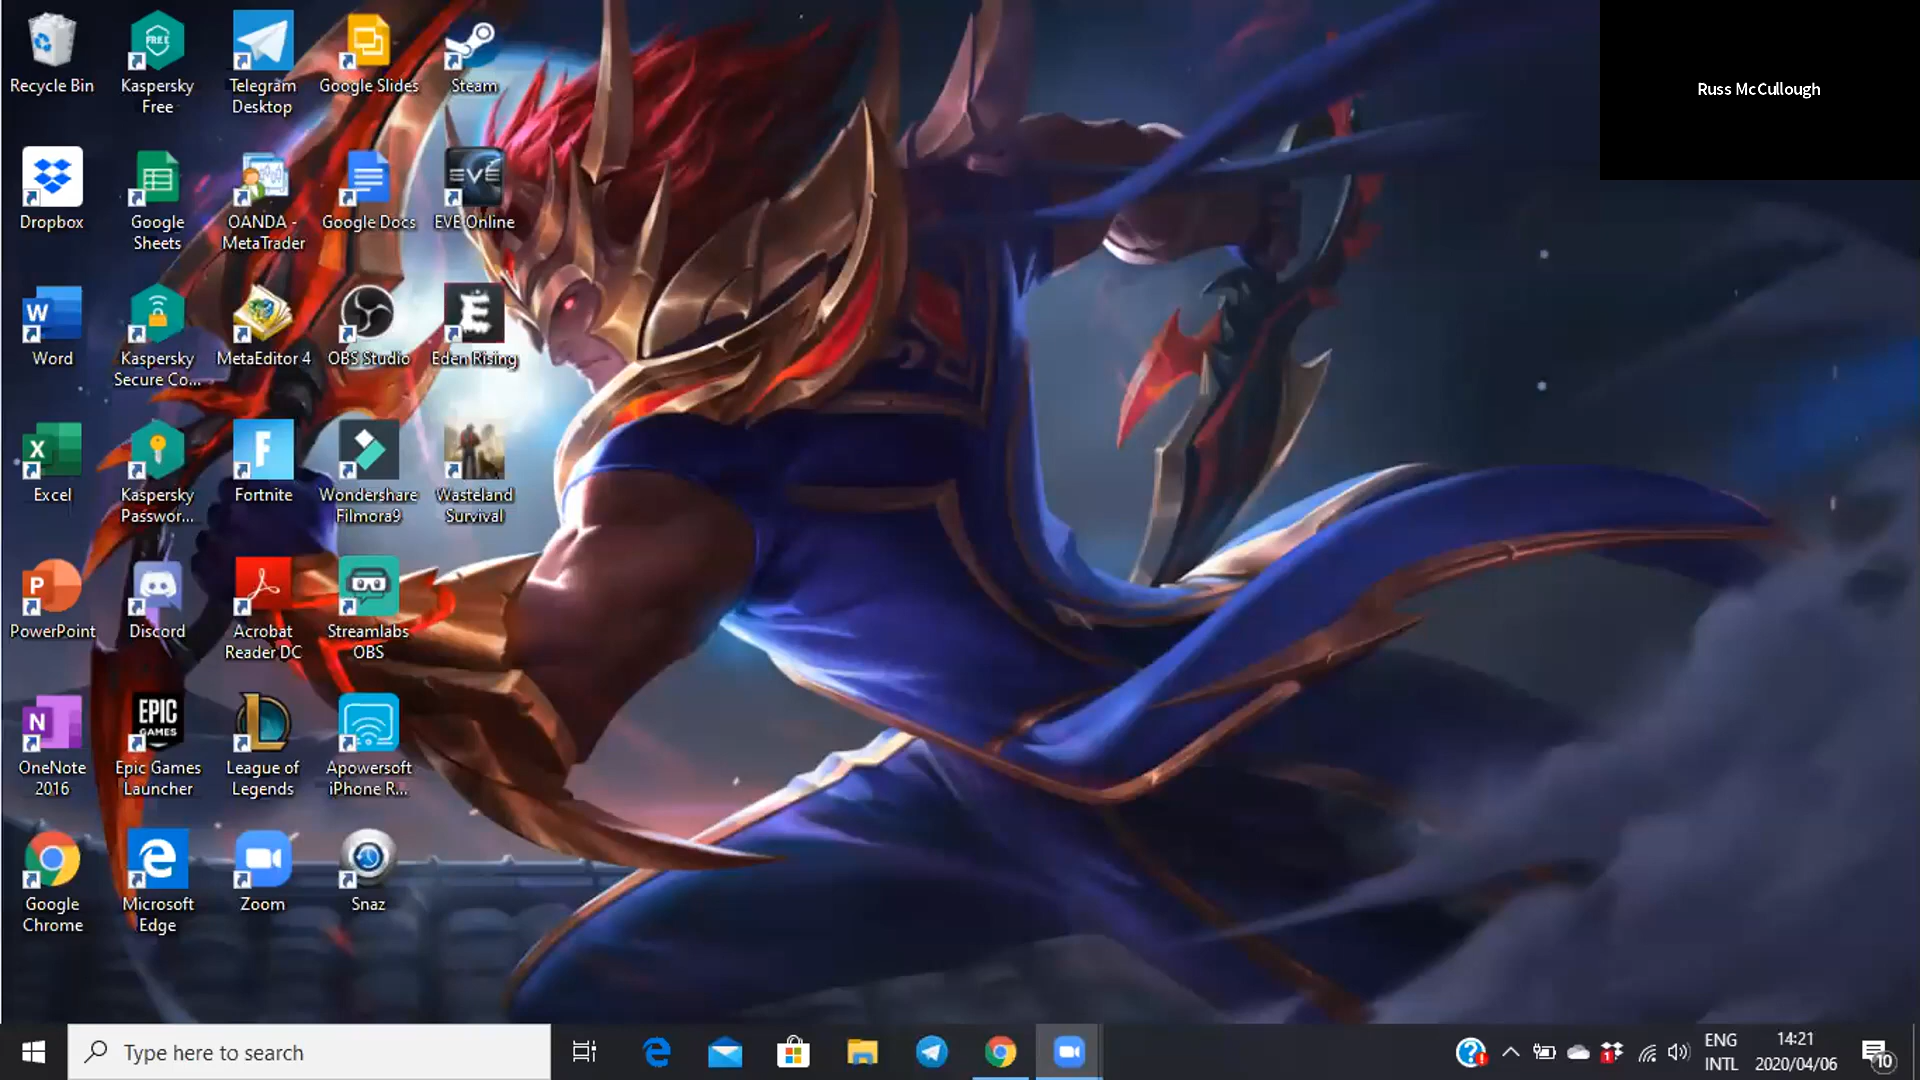 Recycle Bin
Kaspersky
Free
FREE
Telegram
Desktop
Google Slides
Steam
Russ McCullough
Dropbox
Google
Sheets
OANDA -
MetaTrader
Google Docs
EVE
EVE Online
W
Word
Kaspersky
Secure Co...
MetaEditor 4
OBS Studio
E
Eden Rising
X
Excel
Kaspersky
Passwor...
F
Fortnite
Wondershare
Filmora9
Wasteland
Survival
P
PowerPoint
Discord
Acrobat
Reader DC
Streamlabs
OBS
N
OneNote
2016
EPIC
GAMES
Epic Games
Launcher
L
League of
Legends
Apowersoft
iPhone R...
Google
Chrome
Microsoft
Edge
Zoom
Snaz
Type here to search
1
ENG
INTL
14:21
2020/04/06
10